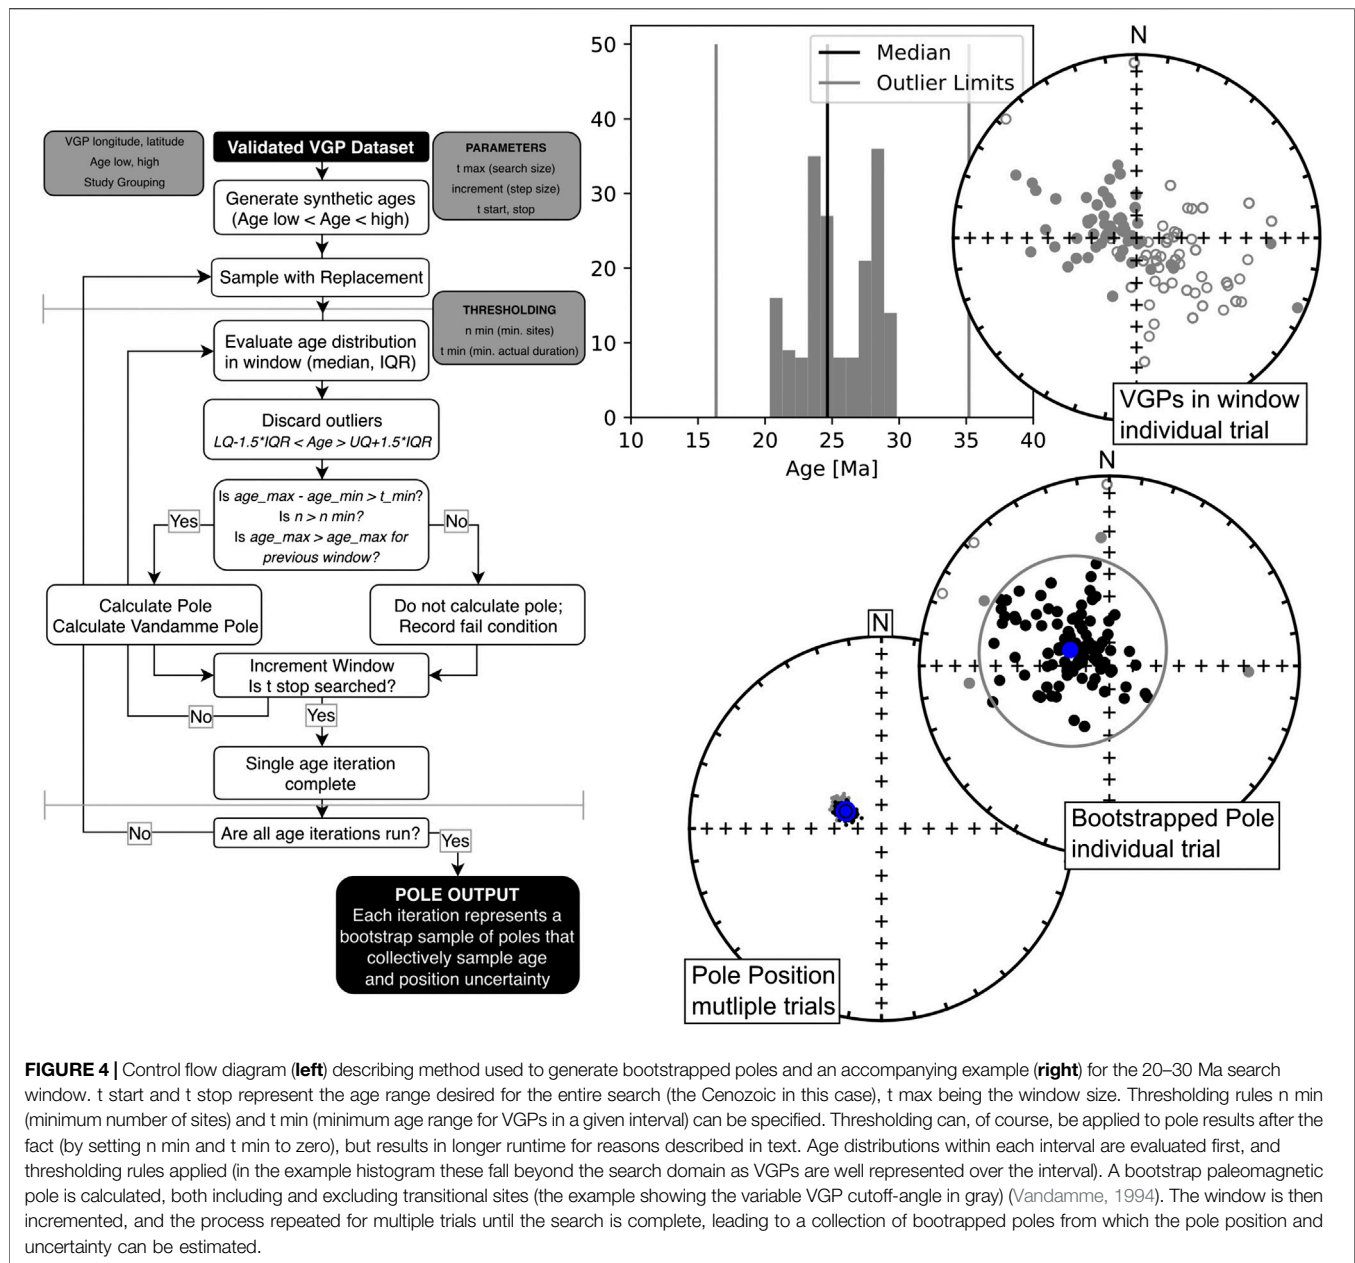 VGP longitude, latitude
Age low, high
Study Grouping
Validated VGP Dataset
PARAMETERS
t max (search size)
increment (step size)
t start, stop
Generate synthetic ages
(Age low < Age < high)
Sample with Replacement
THRESHOLDING
n min (min. sites)
t min (min. actual duration)
Evaluate age distribution
in window (median, IQR)
Discard outliers
LQ-1.5*IQR < Age > UQ+1.5*IQR
Is age_max - age_min > t_min?
Is n > n min?
Is age_max > age_max for
previous window?
Yes
No
Calculate Pole
Calculate Vandamme Pole
Do not calculate pole;
Record fail condition
Increment Window
Is t stop searched?
No
Yes
Single age iteration
complete
No
Are all age iterations run?
Yes
POLE OUTPUT
Each iteration represents a
bootstrap sample of poles that
collectively sample age
and position uncertainty
50
40
30
20
10
0
10
15
20
25
30
35
40
Age [Ma]
Median
Outlier Limits
N
VGPs in window
individual trial
N
Bootstrapped Pole
individual trial
N
Pole Position
mutliple trials
FIGURE 4 | Control flow diagram (left) describing method used to generate bootstrapped poles and an accompanying example (right) for the 20–30 Ma search
window. t start and t stop represent the age range desired for the entire search (the Cenozoic in this case), t max being the window size. Thresholding rules n min
(minimum number of sites) and t min (minimum age range for VGPs in a given interval) can be specified. Thresholding can, of course, be applied to pole results after the
fact (by setting n min and t min to zero), but results in longer runtime for reasons described in text. Age distributions within each interval are evaluated first, and
thresholding rules applied (in the example histogram these fall beyond the search domain as VGPs are well represented over the interval). A bootstrap paleomagnetic
pole is calculated, both including and excluding transitional sites (the example showing the variable VGP cutoff-angle in gray) (Vandamme, 1994). The window is then
incremented, and the process repeated for multiple trials until the search is complete, leading to a collection of bootrapped poles from which the pole position and
uncertainty can be estimated.